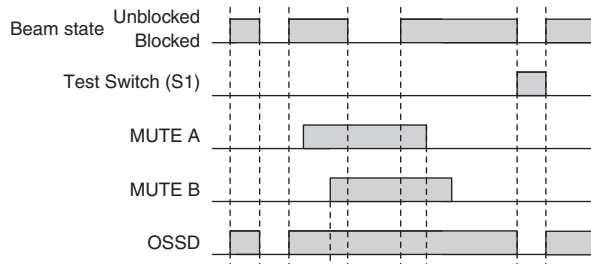 Beam state Unblocked
Blocked
Test Switch (S1)
MUTE A
MUTE B
OSSD